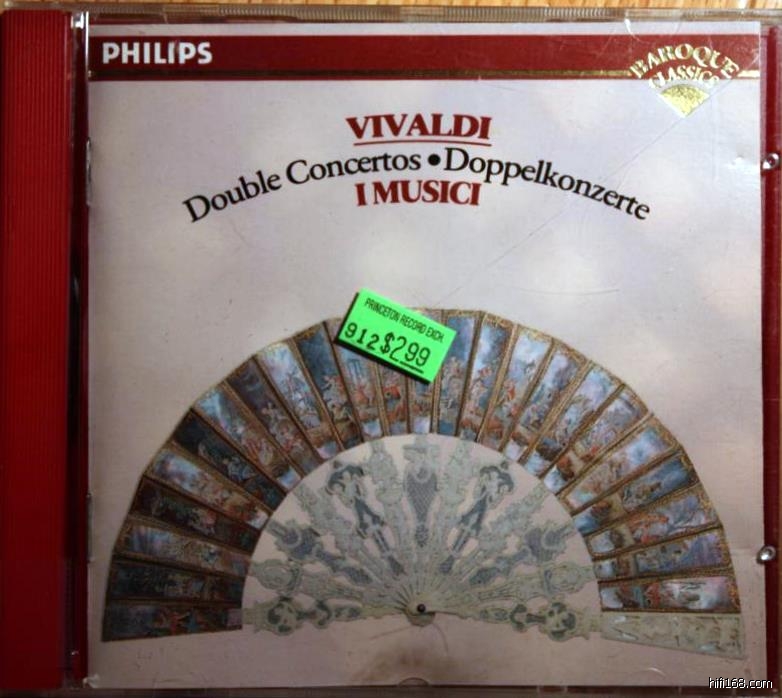 PHILIPS
BAROQUE
CLASSICS
VIVALDI
Double Concertos • Doppelkonzerte
I MUSICI
PRINCETON RECORD EXCH.
912$2.99
hifi168.com